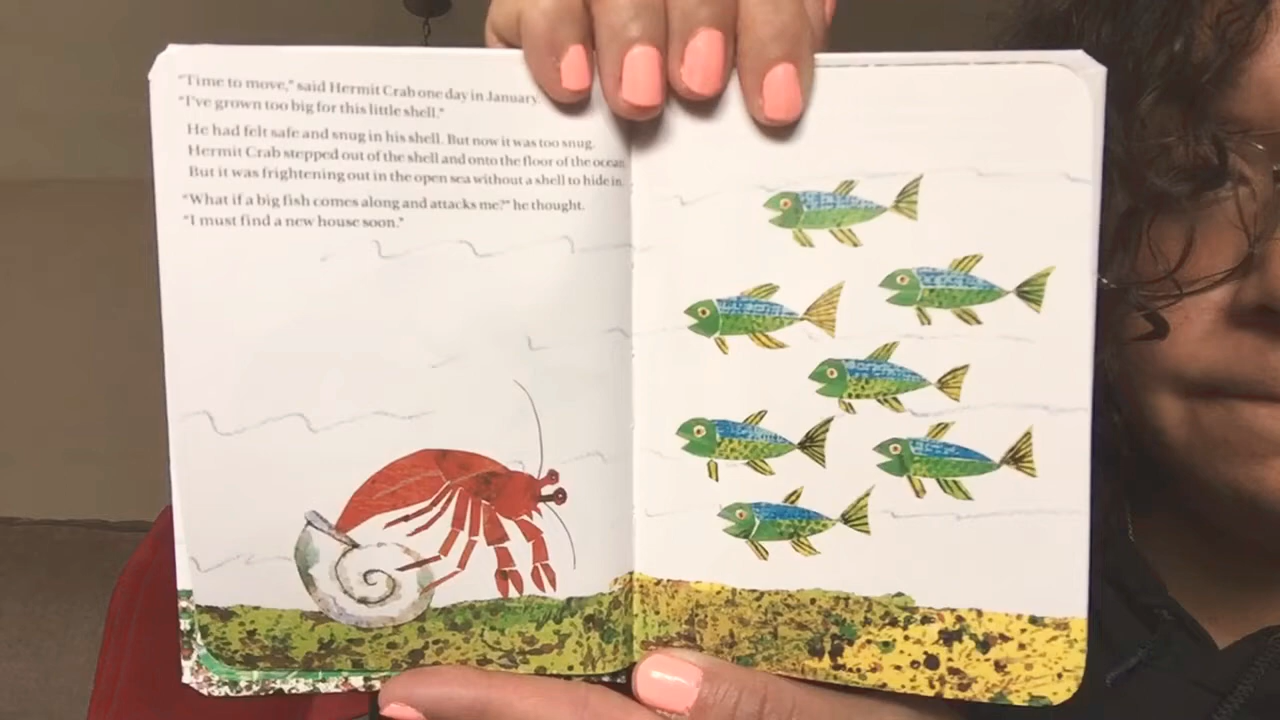 "Time to move," said Hermit Crab one day in January.
"I've grown too big for this little shell."
He had felt safe and snug in his shell. But now it was too snug.
Hermit Crab stepped out of the shell and onto the floor of the ocean.
But it was frightening out in the open sea without a shell to hide in.
"What if a big fish comes along and attacks me?" he thought.
"I must find a new house soon."